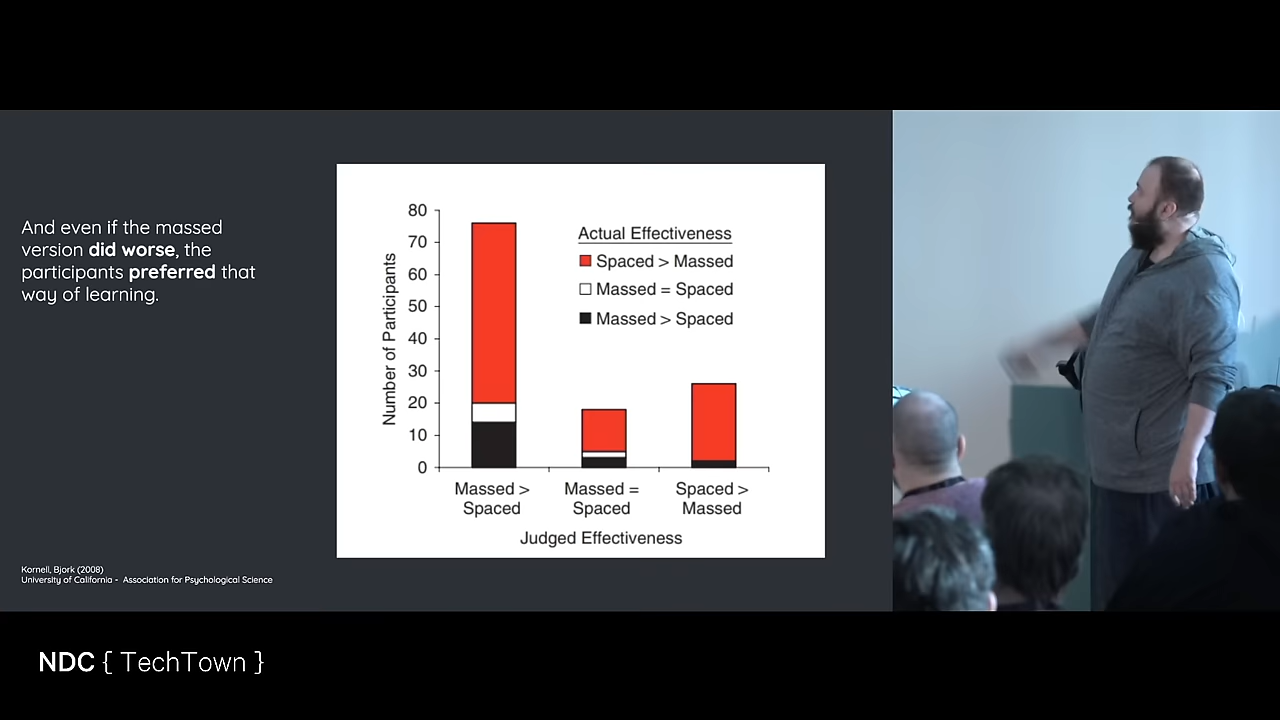 And even if the massed
version did worse, the
participants preferred that
way of learning.
80
70
60
50
40
30
20
10
0
Number of Participants
Actual Effectiveness
Spaced > Massed
Massed = Spaced
Massed > Spaced
Massed >
Spaced
Massed =
Spaced
Spaced >
Massed
Judged Effectiveness
Kornell, Bjork (2008)
University of California - Association for Psychological Science
NDC { TechTown }